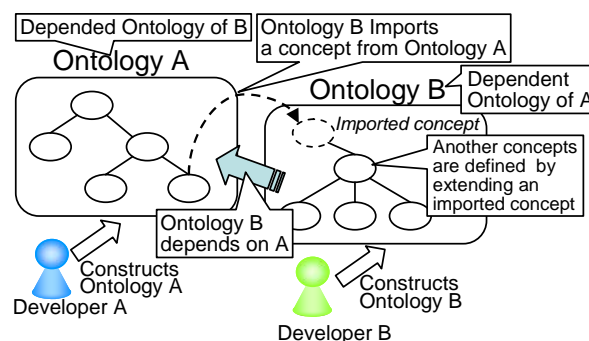 Depended Ontology of B
Ontology B Imports
a concept from Ontology A
Ontology A
Ontology B
Dependent
Ontology of A
Imported concept
Another concepts
are defined by
extending an
imported concept
Ontology B
depends on A
Constructs
Ontology A
Developer A
Constructs
Ontology B
Developer B